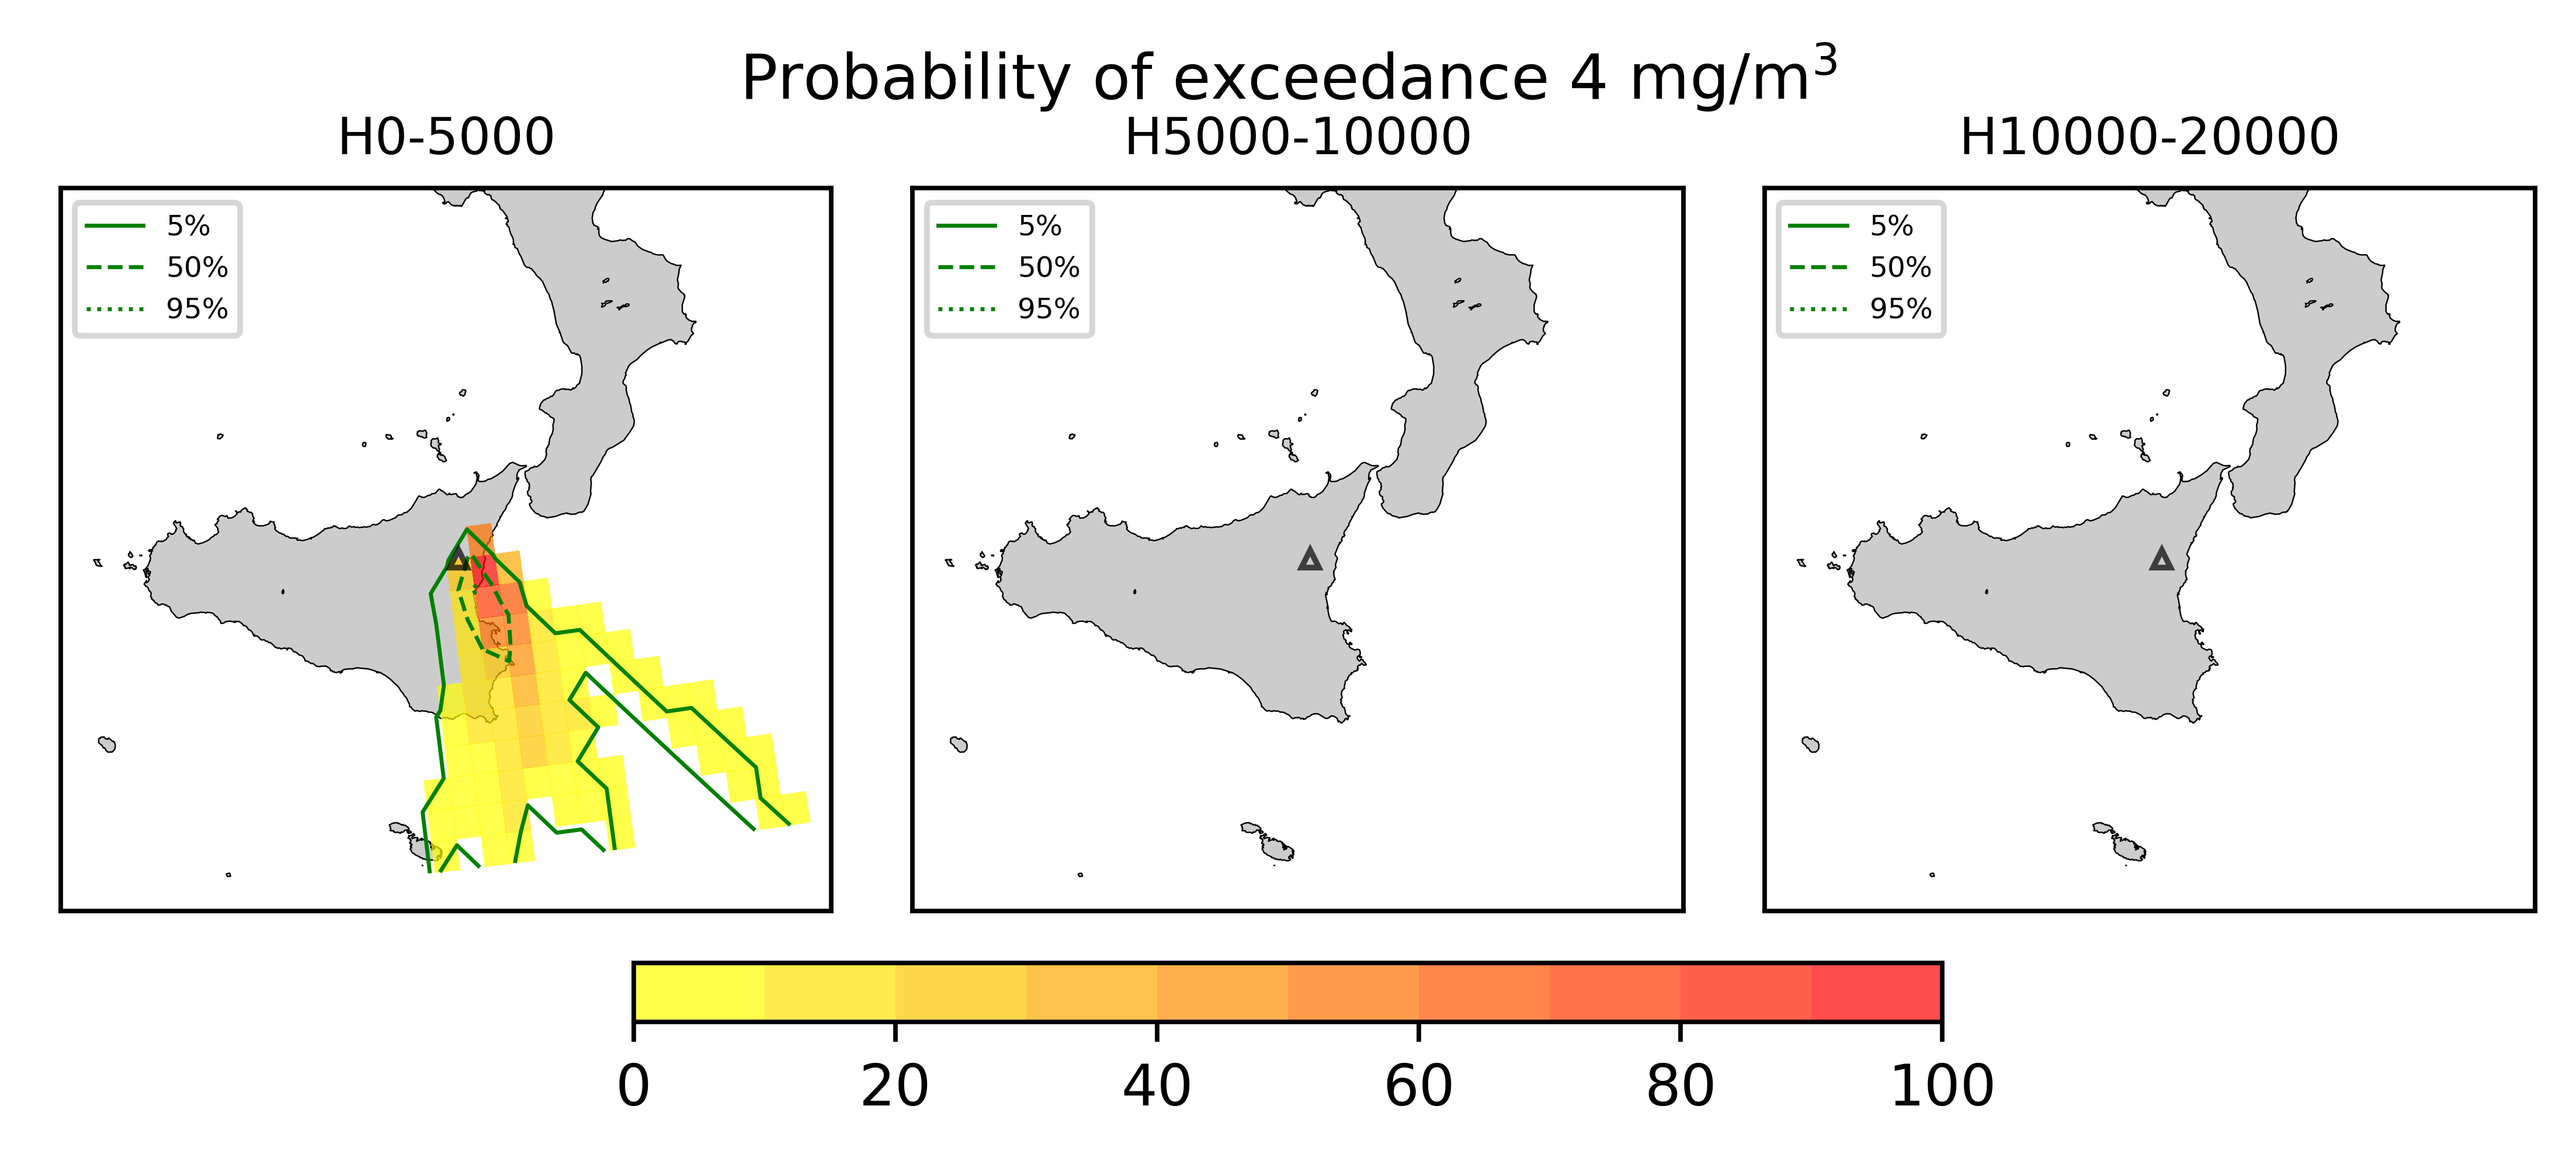 Probability of exceedance 4 mg/m³
H0-5000 H5000-10000 H10000-20000
5% 5% 5%
50% 50% 50%
95% 95% 95%
0 20 40 60 80 100